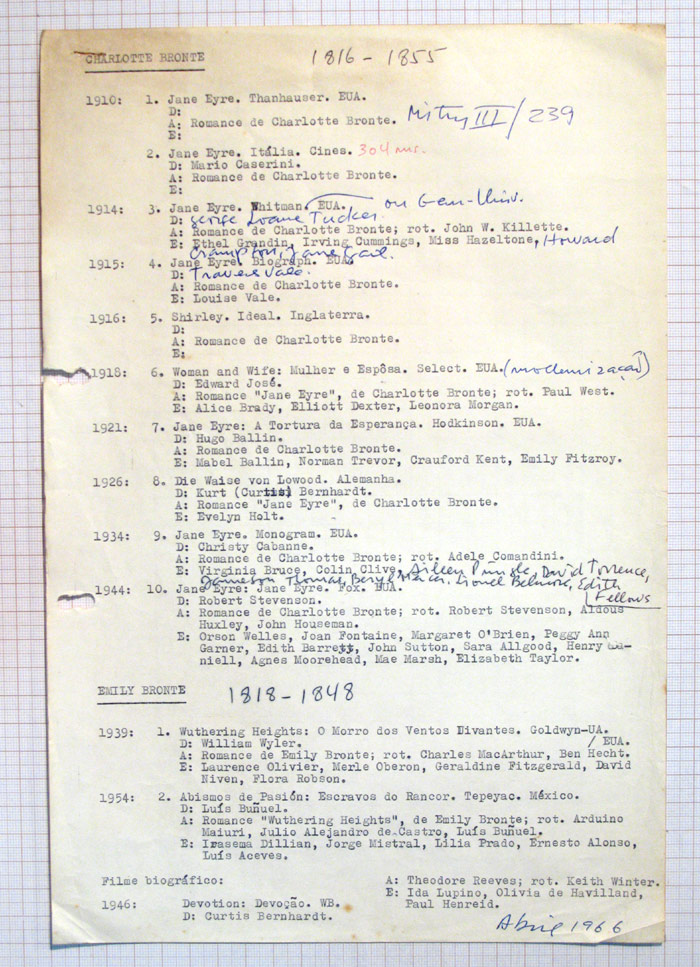 CHARLOTTE BRONTE 1816 - 1855
1910: 1. Jane Eyre. Thanhauser. EUA.
D:
A: Romance de Charlotte Bronte. Mitry III/239
E:
2. Jane Eyre. Itália. Cines. 304 ms.
D: Mario Caserini.
A: Romance de Charlotte Bronte.
E:
1914: 3. Jane Eyre. Whitman. EUA. ou Gem-Univ.
D: George Loane Tucker.
A: Romance de Charlotte Bronte; rot. John W. Killette.
E: Ethel Grandin, Irving Cummings, Miss Hazeltone, Howard
Crampton, Jane Gail.
1915: 4. Jane Eyre. Biograph. EUA.
D: Travers Vale.
A: Romance de Charlotte Bronte.
E: Louise Vale.
1916: 5. Shirley. Ideal. Inglaterra.
D:
A: Romance de Charlotte Bronte.
E:
1918: 6. Woman and Wife: Mulher e Espôsa. Select. EUA. (modernização)
D: Edward José.
A: Romance "Jane Eyre", de Charlotte Bronte; rot. Paul West.
E: Alice Brady, Elliott Dexter, Leonora Morgan.
1921: 7. Jane Eyre: A Tortura da Esperança. Hodkinson. EUA.
D: Hugo Ballin.
A: Romance de Charlotte Bronte.
E: Mabel Ballin, Norman Trevor, Crauford Kent, Emily Fitzroy.
1926: 8. Die Waise von Lowood. Alemanha.
D: Kurt (Curtis) Bernhardt.
A: Romance "Jane Eyre", de Charlotte Bronte.
E: Evelyn Holt.
1934: 9. Jane Eyre. Monogram. EUA.
D: Christy Cabanne.
A: Romance de Charlotte Bronte; rot. Adele Comandini.
E: Virginia Bruce, Colin Clive, Aileen Pringle, David Torrence,
Jameson Thomas, Beryl Mercer. Lionel Belmore, Edith
Fellows
1944: 10. Jane Eyre: Jane Eyre. Fox. EUA.
D: Robert Stevenson.
A: Romance de Charlotte Bronte; rot. Robert Stevenson, Aldous
Huxley, John Houseman.
E: Orson Welles, Joan Fontaine, Margaret O'Brien, Peggy Ann
Garner, Edith Barrett, John Sutton, Sara Allgood, Henry Da-
niell, Agnes Moorehead, Mae Marsh, Elizabeth Taylor.
EMILY BRONTE 1818-1848
1939: 1. Wuthering Heights: O Morro dos Ventos Uivantes. Goldwyn-UA.
D: William Wyler. / EUA.
A: Romance de Emily Bronte; rot. Charles MacArthur, Ben Hecht.
E: Laurence Olivier, Merle Oberon, Geraldine Fitzgerald, David
Niven, Flora Robson.
1954: 2. Abismos de Pasión: Escravos do Rancor. Tepeyac. México.
D: Luís Buñuel.
A: Romance "Wuthering Heights", de Emily Bronte; rot. Arduino
Maiuri, Julio Alejandro de Castro, Luís Buñuel.
E: Irasema Dillian, Jorge Mistral, Lilia Prado, Ernesto Alonso,
Luís Aceves.
Filme biográfico:
1946: Devotion: Devoção. WB.
D: Curtis Bernhardt.
A: Theodore Reeves; rot. Keith Winter.
E: Ida Lupino, Olivia de Havilland,
Paul Henreid.
Abril 1966